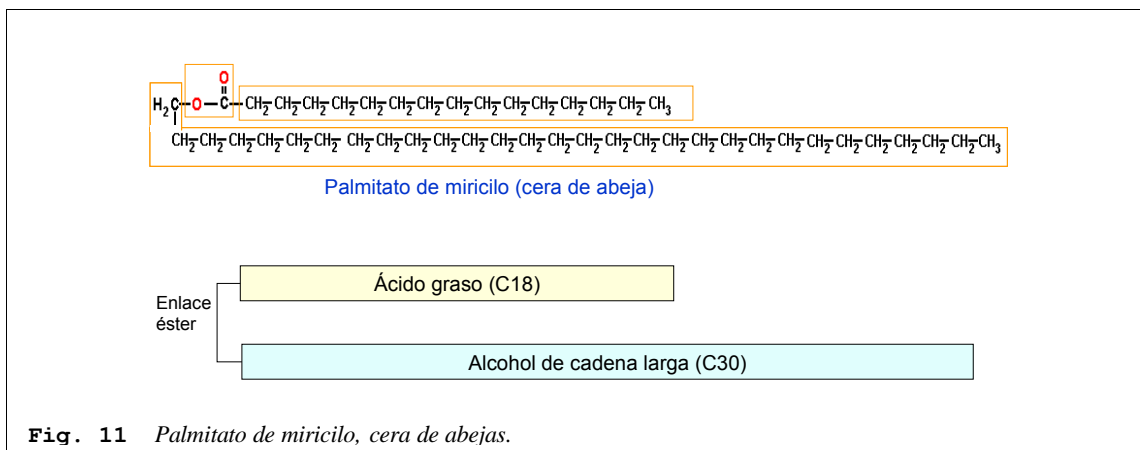 O
H₂C–O–C–CH₂–CH₂–CH₂–CH₂–CH₂–CH₂–CH₂–CH₂–CH₂–CH₂–CH₂–CH₂–CH₂–CH₂–CH₃
CH₂–CH₂–CH₂–CH₂–CH₂–CH₂– CH₂–CH₂–CH₂–CH₂–CH₂–CH₂–CH₂–CH₂–CH₂–CH₂–CH₂–CH₂–CH₂–CH₂–CH₂–CH₂–CH₂–CH₂–CH₂–CH₂–CH₂–CH₂–CH₃
Palmitato de miricilo (cera de abeja)
Ácido graso (C18)
Enlace
éster
Alcohol de cadena larga (C30)
Fig. 11 Palmitato de miricilo, cera de abejas.